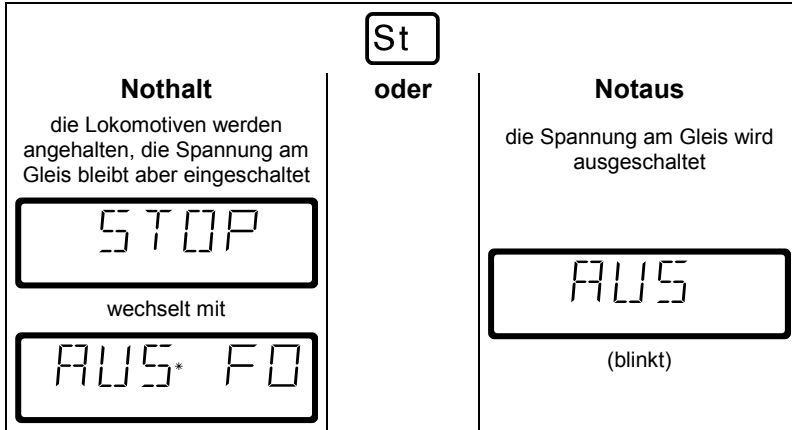 St
Nothalt
die Lokomotiven werden
angehalten, die Spannung am
Gleis bleibt aber eingeschaltet
STOP
wechselt mit
AUS* F0
oder
Notaus
die Spannung am Gleis wird
ausgeschaltet
AUS
(blinkt)